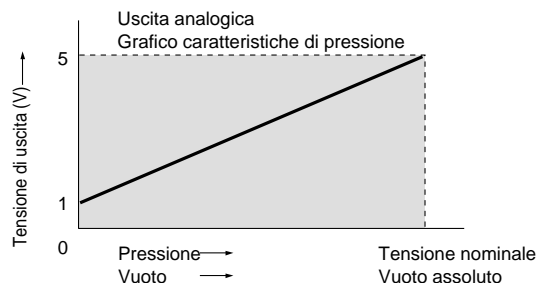 Uscita analogica
Grafico caratteristiche di pressione
5
Tensione di uscita (V)
1
0
Pressione
Tensione nominale
Vuoto
Vuoto assoluto